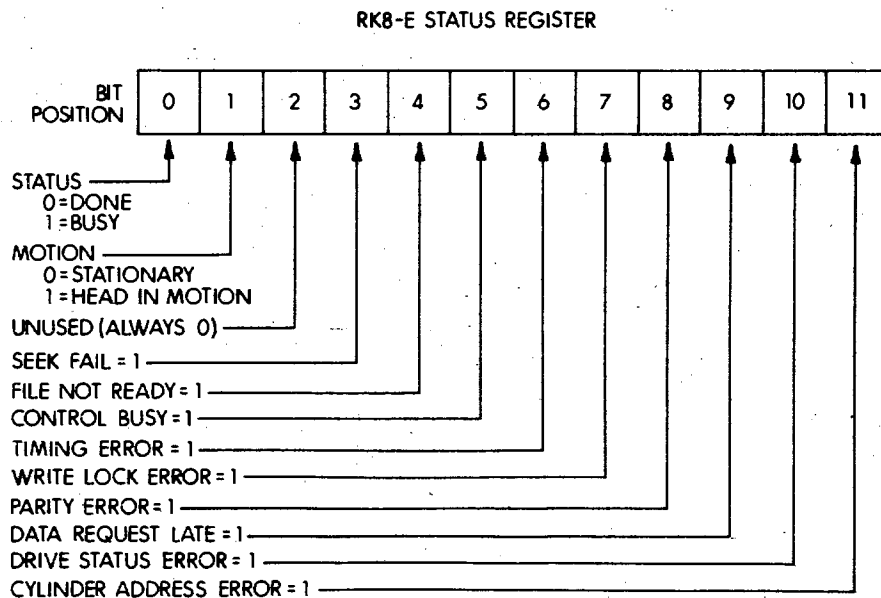 RK8-E STATUS REGISTER
BIT
POSITION
0 1 2 3 4 5 6 7 8 9 10 11
STATUS
0=DONE
1=BUSY
MOTION
0=STATIONARY
1=HEAD IN MOTION
UNUSED (ALWAYS 0)
SEEK FAIL = 1
FILE NOT READY = 1
CONTROL BUSY = 1
TIMING ERROR = 1
WRITE LOCK ERROR = 1
PARITY ERROR = 1
DATA REQUEST LATE = 1
DRIVE STATUS ERROR = 1
CYLINDER ADDRESS ERROR = 1